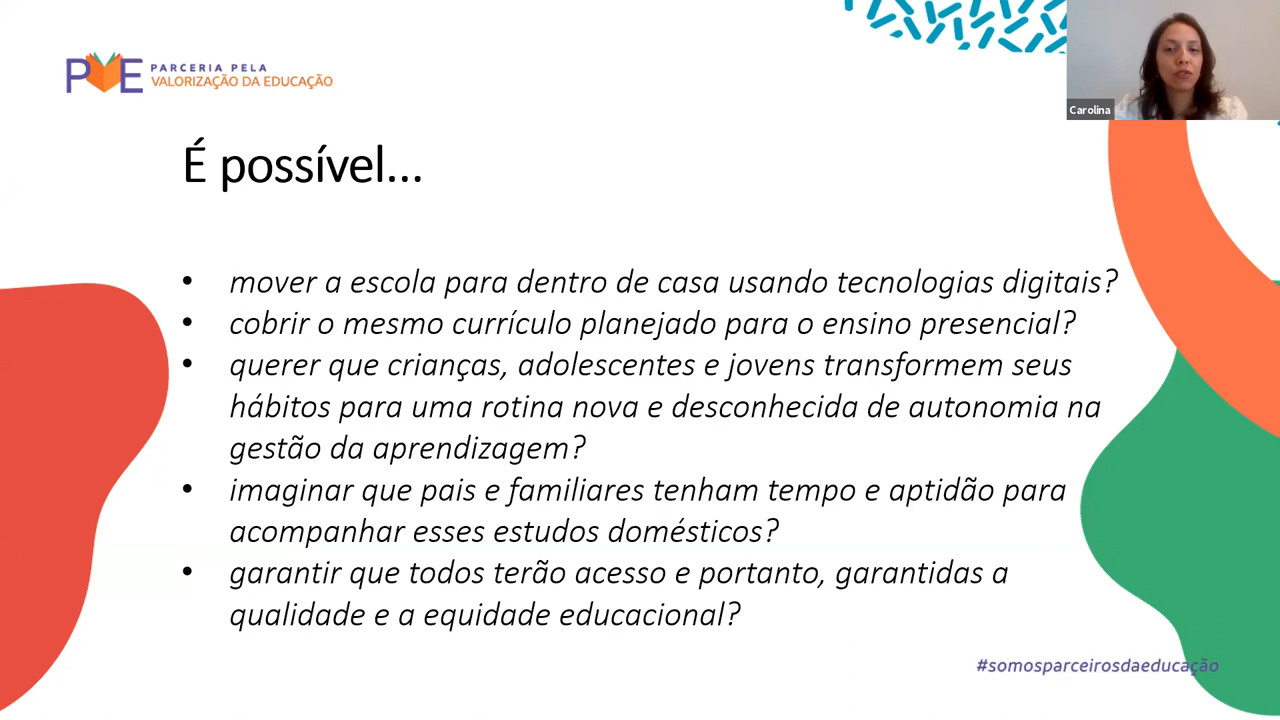 PVE PARCERIA PELA
VALORIZAÇÃO DA EDUCAÇÃO
Carolina
É possível...
• mover a escola para dentro de casa usando tecnologias digitais?
• cobrir o mesmo currículo planejado para o ensino presencial?
• querer que crianças, adolescentes e jovens transformem seus
hábitos para uma rotina nova e desconhecida de autonomia na
gestão da aprendizagem?
• imaginar que pais e familiares tenham tempo e aptidão para
acompanhar esses estudos domésticos?
• garantir que todos terão acesso e portanto, garantidas a
qualidade e a equidade educacional?
#somosparceirosdaeducação